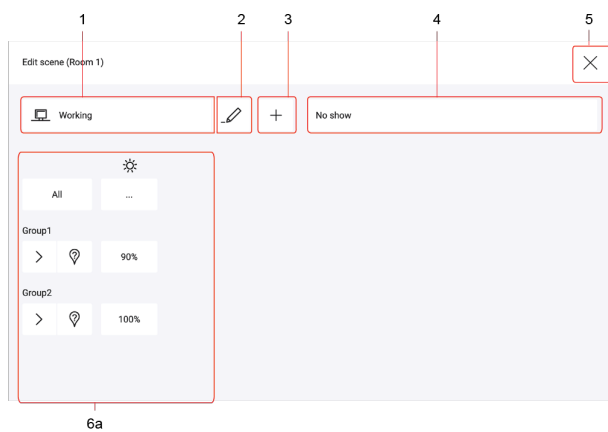 1 2 3 4 5
Edit scene (Room 1)
Working
No show
All ...
Group1
90%
Group2
100%
6a